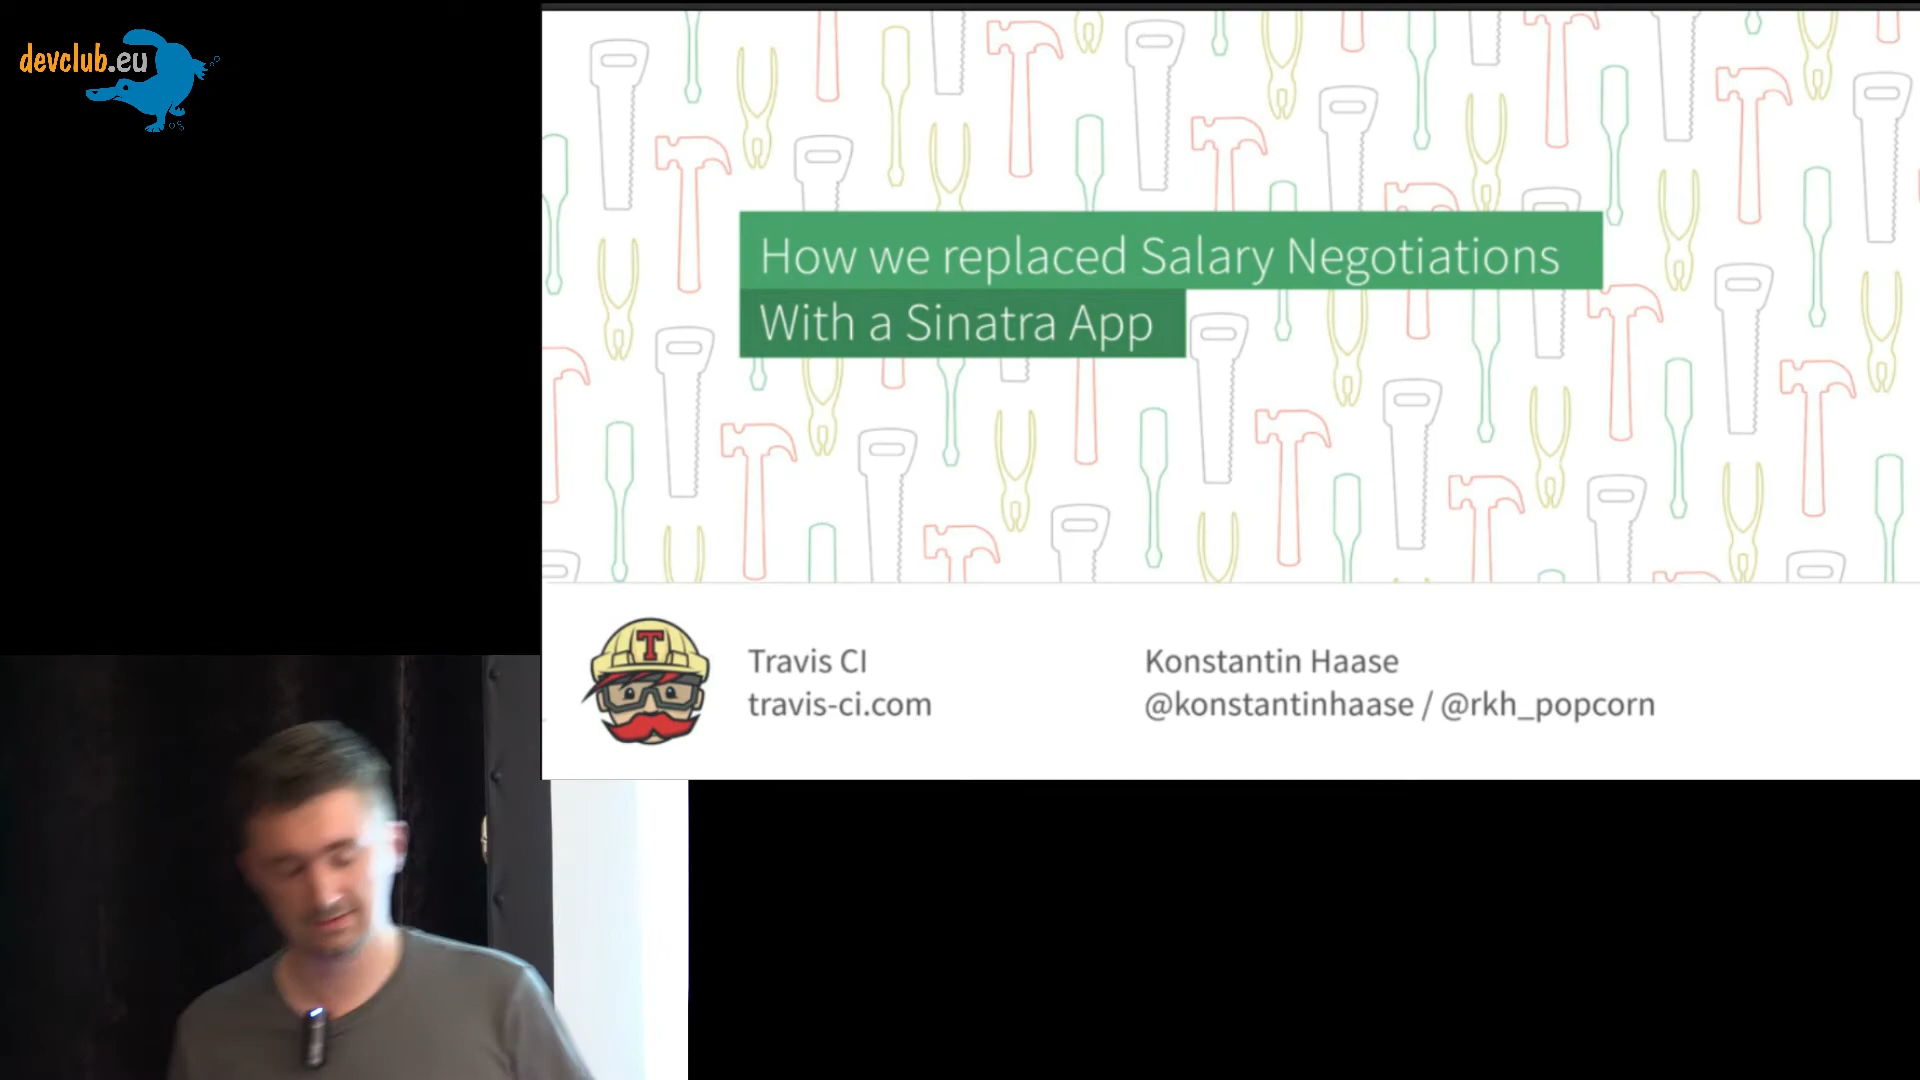 devclub.eu
How we replaced Salary Negotiations
With a Sinatra App
T
Travis CI
travis-ci.com
Konstantin Haase
@konstantinhaase / @rkh_popcorn